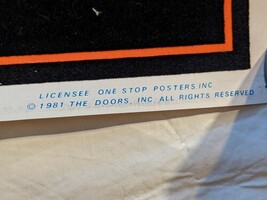 LICENSEE ONE STOP POSTERS INC
© 1981 THE DOORS, INC. ALL RIGHTS RESERVED